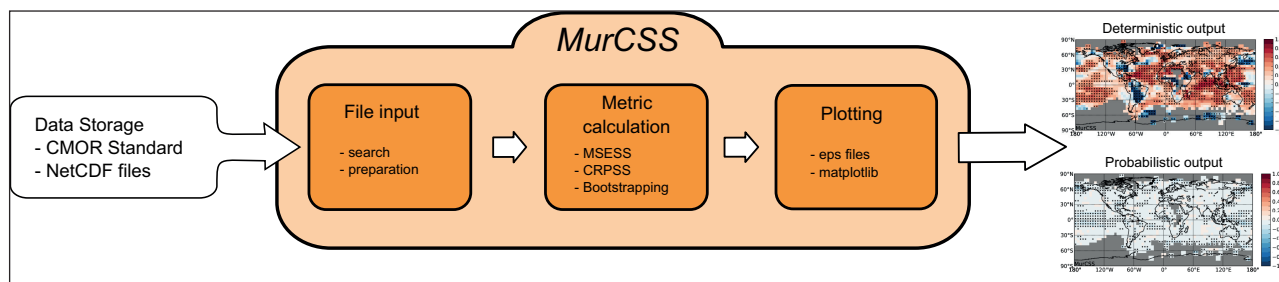 MurCSS
Data Storage
- CMOR Standard
- NetCDF files
File input
- search
- preparation
Metric
calculation
- MSESS
- CRPSS
- Bootstrapping
Plotting
- eps files
- matplotlib
Deterministic output
90°N
60°N
30°N
0°
30°S
60°S
90°S
180° 120°W 60°W 0° 60°E 120°E 180°
MurCSS
Probabilistic output
90°N
60°N
30°N
0°
30°S
60°S
90°S
180° 120°W 60°W 0° 60°E 120°E 180°
MurCSS